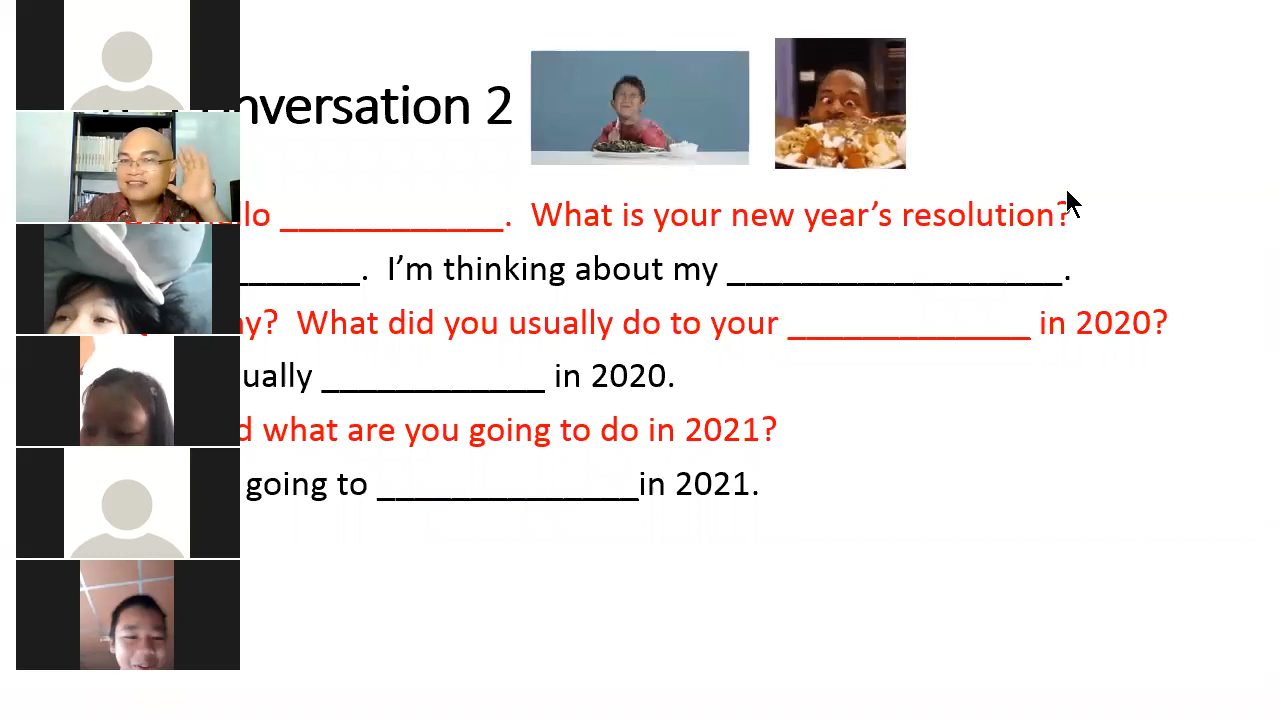 nversation 2
lo ____________. What is your new year's resolution?
_______. I'm thinking about my __________________.
y? What did you usually do to your _____________ in 2020?
ually ____________ in 2020.
d what are you going to do in 2021?
going to ______________in 2021.